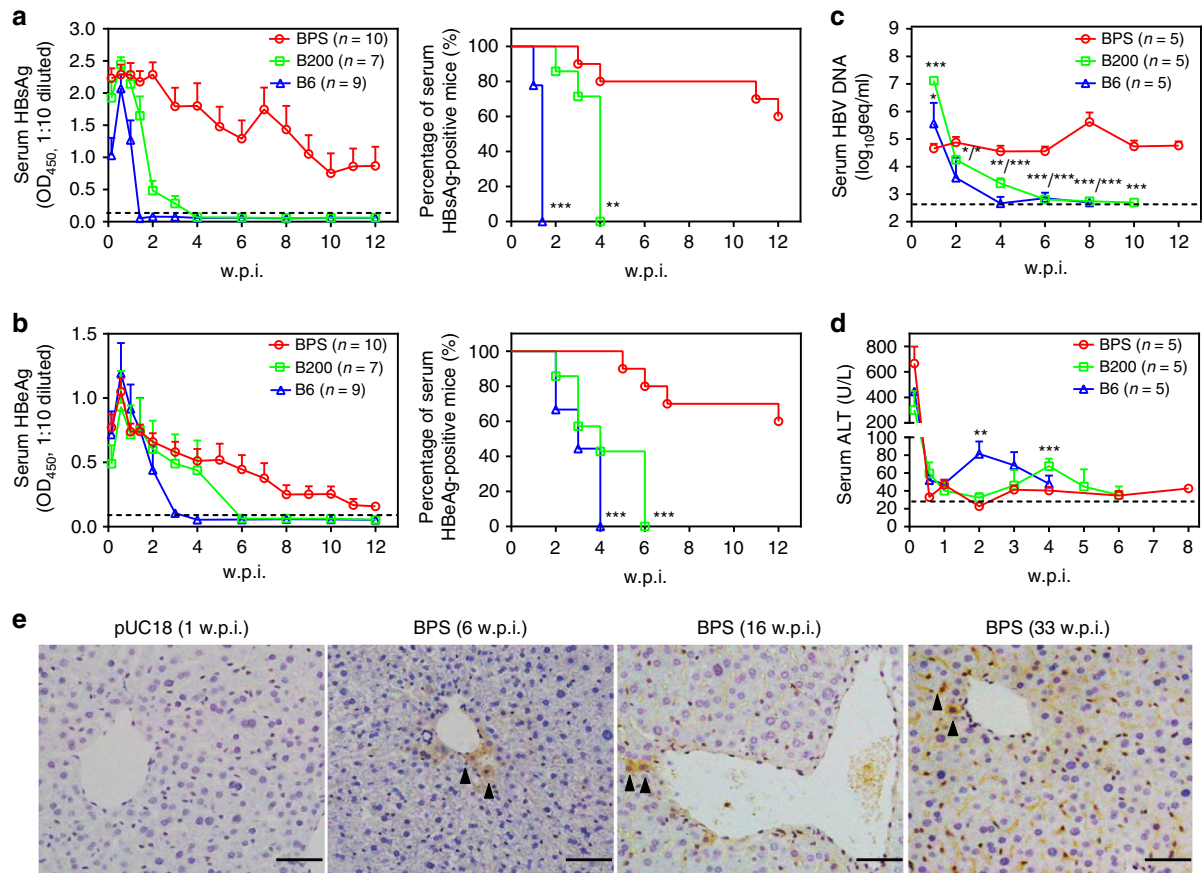 a
Serum HBsAg
(OD450, 1:10 diluted)
3.0
2.5
2.0
1.5
1.0
0.5
0.0
BPS (n = 10)
B200 (n = 7)
B6 (n = 9)
0 2 4 6 8 10 12
w.p.i.
Percentage of serum
HBsAg-positive mice (%)
100
80
60
40
20
0
***
**
0 2 4 6 8 10 12
w.p.i.
c
Serum HBV DNA
(log10geq/ml)
9
8
7
6
5
4
3
2
BPS (n = 5)
B200 (n = 5)
B6 (n = 5)
***
*
*/*
**/***
***/***
***/***
***
0 2 4 6 8 10 12
w.p.i.
b
Serum HBeAg
(OD450, 1:10 diluted)
1.5
1.0
0.5
0.0
BPS (n = 10)
B200 (n = 7)
B6 (n = 9)
0 2 4 6 8 10 12
w.p.i.
Percentage of serum
HBeAg-positive mice (%)
100
80
60
40
20
0
***
***
0 2 4 6 8 10 12
w.p.i.
d
Serum ALT (U/L)
800
600
400
200
80
60
40
20
0
BPS (n = 5)
B200 (n = 5)
B6 (n = 5)
**
***
0 1 2 3 4 5 6 7 8
w.p.i.
e
pUC18 (1 w.p.i.)
BPS (6 w.p.i.)
BPS (16 w.p.i.)
BPS (33 w.p.i.)